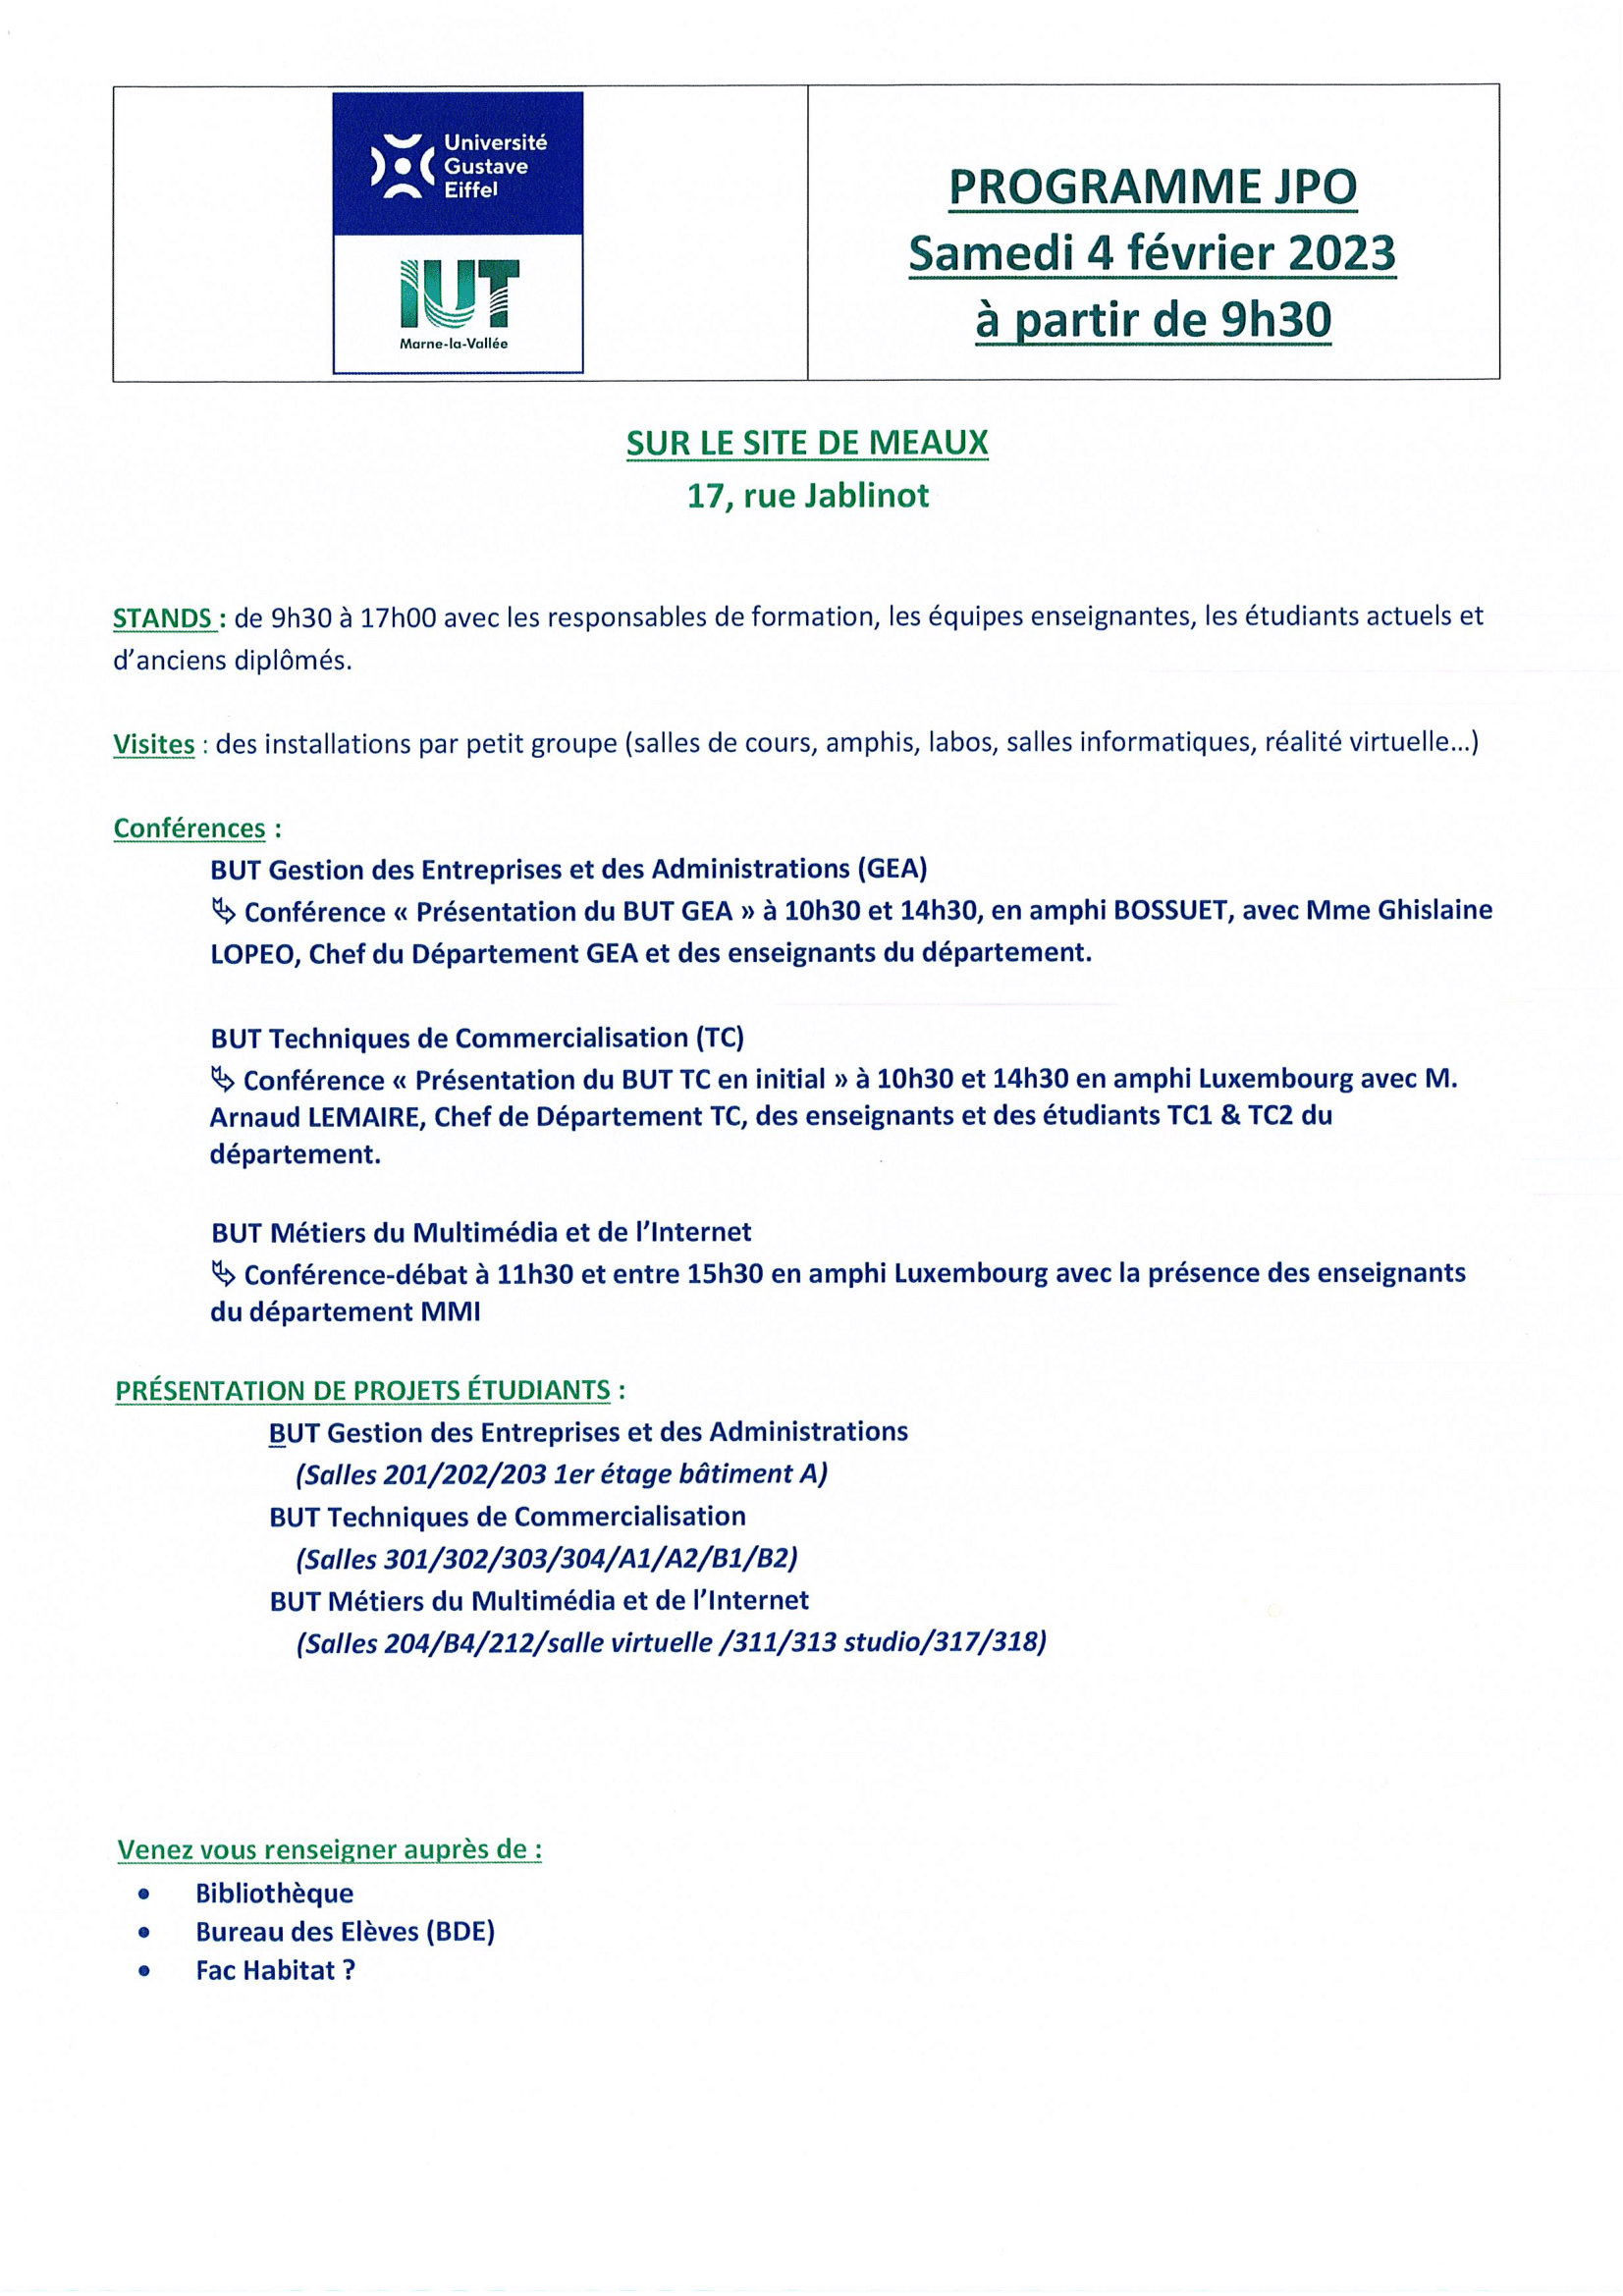 Université
Gustave
Eiffel
IUT
Marne-la-Vallée
PROGRAMME JPO
Samedi 4 février 2023
à partir de 9h30
SUR LE SITE DE MEAUX
17, rue Jablinot
STANDS : de 9h30 à 17h00 avec les responsables de formation, les équipes enseignantes, les étudiants actuels et
d’anciens diplômés.
Visites : des installations par petit groupe (salles de cours, amphis, labos, salles informatiques, réalité virtuelle…)
Conférences :
BUT Gestion des Entreprises et des Administrations (GEA)
⮱ Conférence « Présentation du BUT GEA » à 10h30 et 14h30, en amphi BOSSUET, avec Mme Ghislaine
LOPEO, Chef du Département GEA et des enseignants du département.
BUT Techniques de Commercialisation (TC)
⮱ Conférence « Présentation du BUT TC en initial » à 10h30 et 14h30 en amphi Luxembourg avec M.
Arnaud LEMAIRE, Chef de Département TC, des enseignants et des étudiants TC1 & TC2 du
département.
BUT Métiers du Multimédia et de l’Internet
⮱ Conférence-débat à 11h30 et entre 15h30 en amphi Luxembourg avec la présence des enseignants
du département MMI
PRÉSENTATION DE PROJETS ÉTUDIANTS :
BUT Gestion des Entreprises et des Administrations
(Salles 201/202/203 1er étage bâtiment A)
BUT Techniques de Commercialisation
(Salles 301/302/303/304/A1/A2/B1/B2)
BUT Métiers du Multimédia et de l’Internet
(Salles 204/B4/212/salle virtuelle /311/313 studio/317/318)
Venez vous renseigner auprès de :
• Bibliothèque
• Bureau des Elèves (BDE)
• Fac Habitat ?